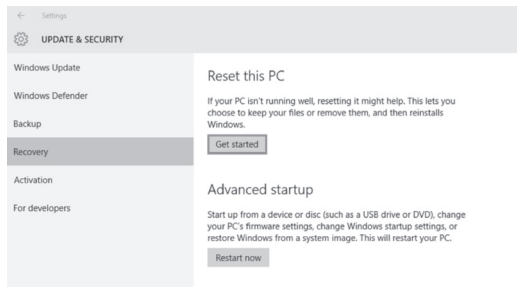 Settings
UPDATE & SECURITY
Windows Update
Windows Defender
Backup
Recovery
Activation
For developers
Reset this PC
If your PC isn't running well, resetting it might help. This lets you
choose to keep your files or remove them, and then reinstalls
Windows.
Get started
Advanced startup
Start up from a device or disc (such as a USB drive or DVD), change
your PC's firmware settings, change Windows startup settings, or
restore Windows from a system image. This will restart your PC.
Restart now